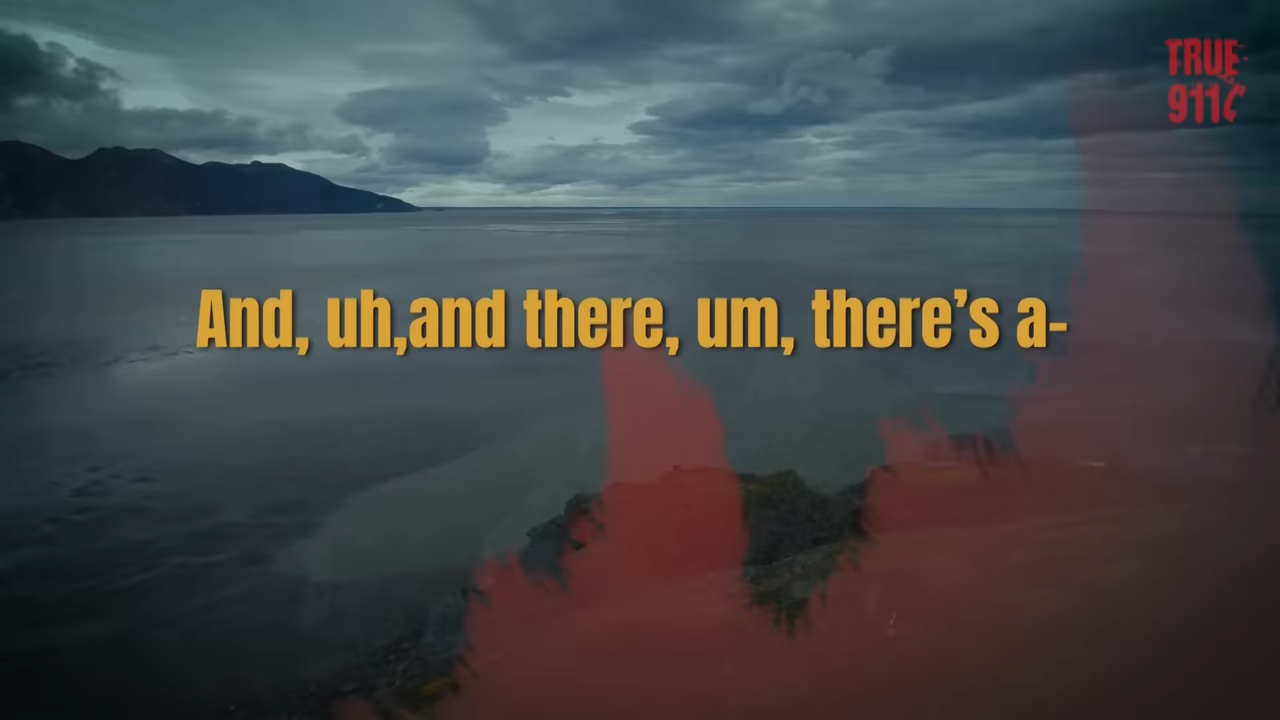 TRUE
911
And, uh,and there, um, there’s a-